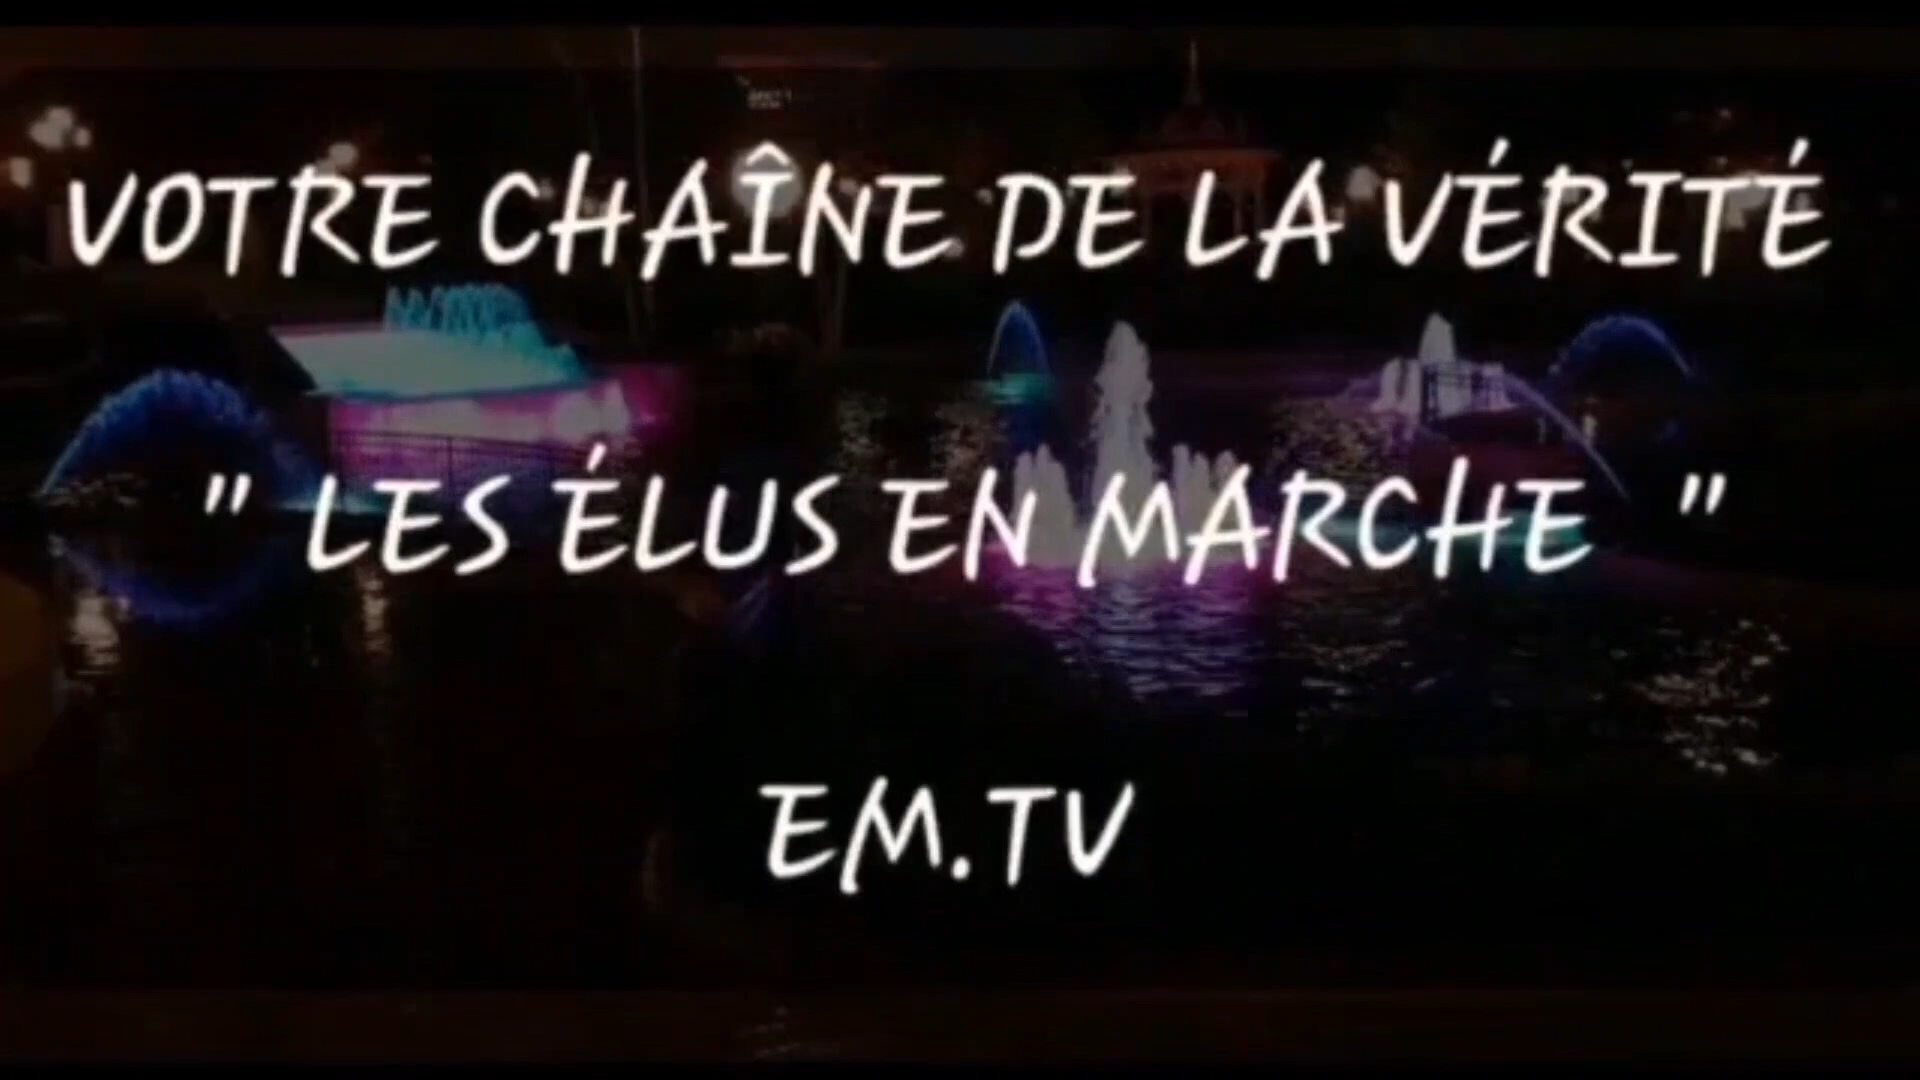 VOTRE CHAÎNE DE LA VÉRITÉ
" LES ÉLUS EN MARCHE "
EM.TV